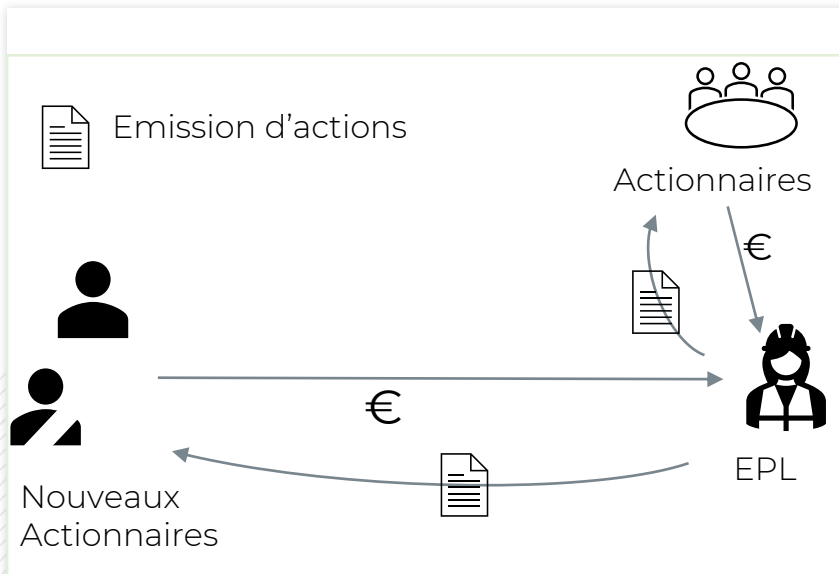 Emission d’actions
Actionnaires
€
€
EPL
Nouveaux
Actionnaires